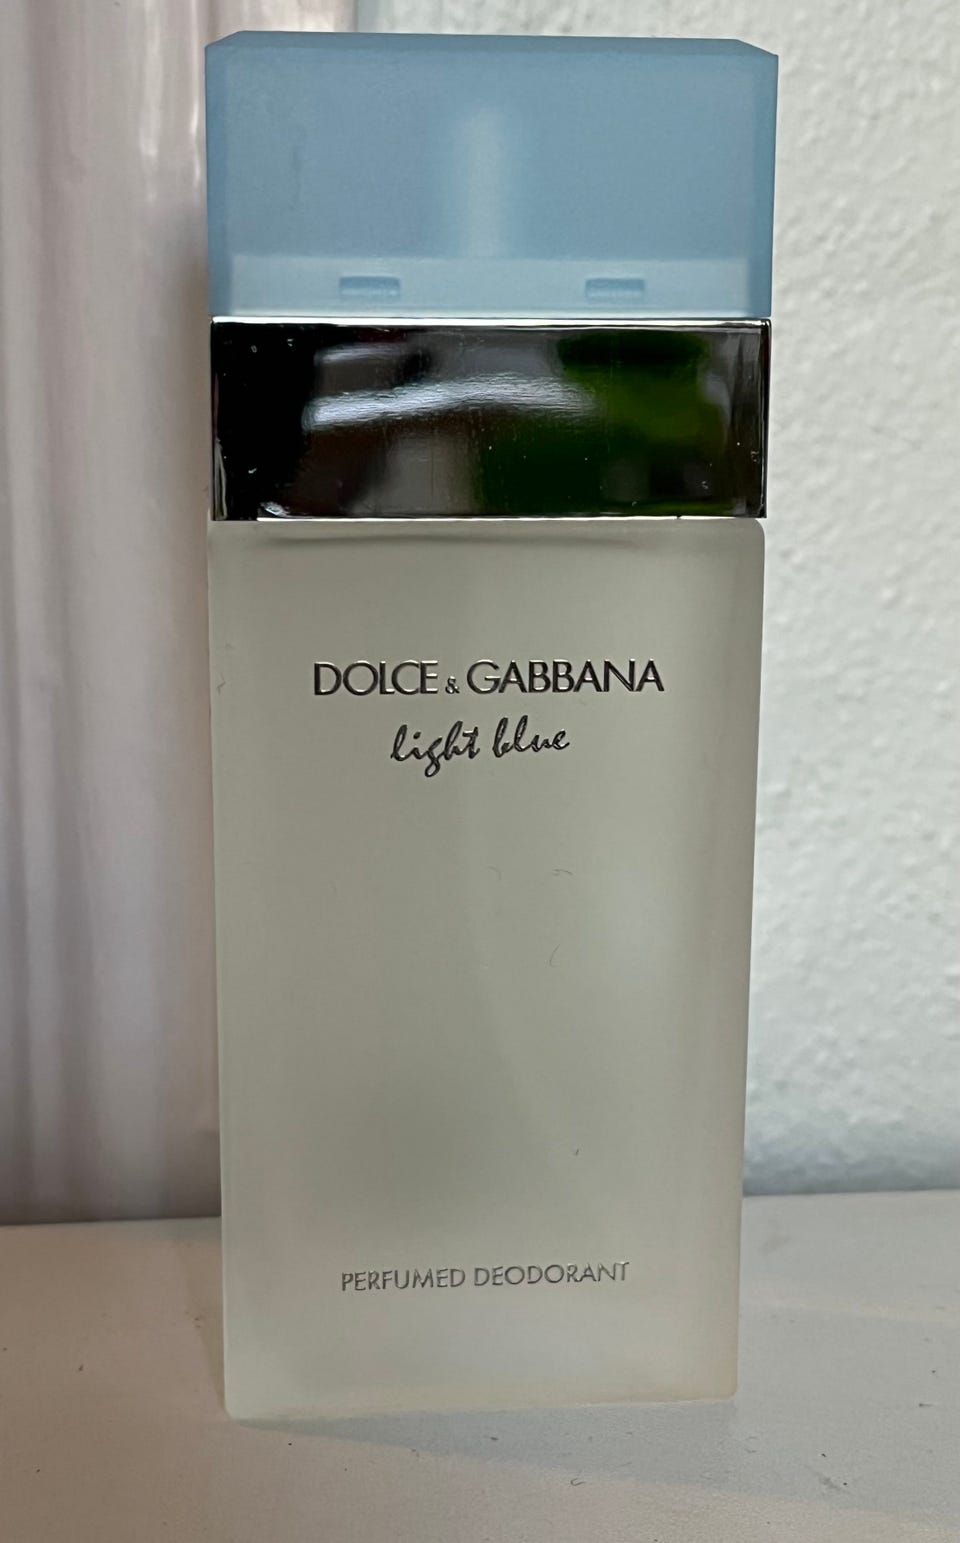 DOLCE & GABBANA
light blue
PERFUMED DEODORANT